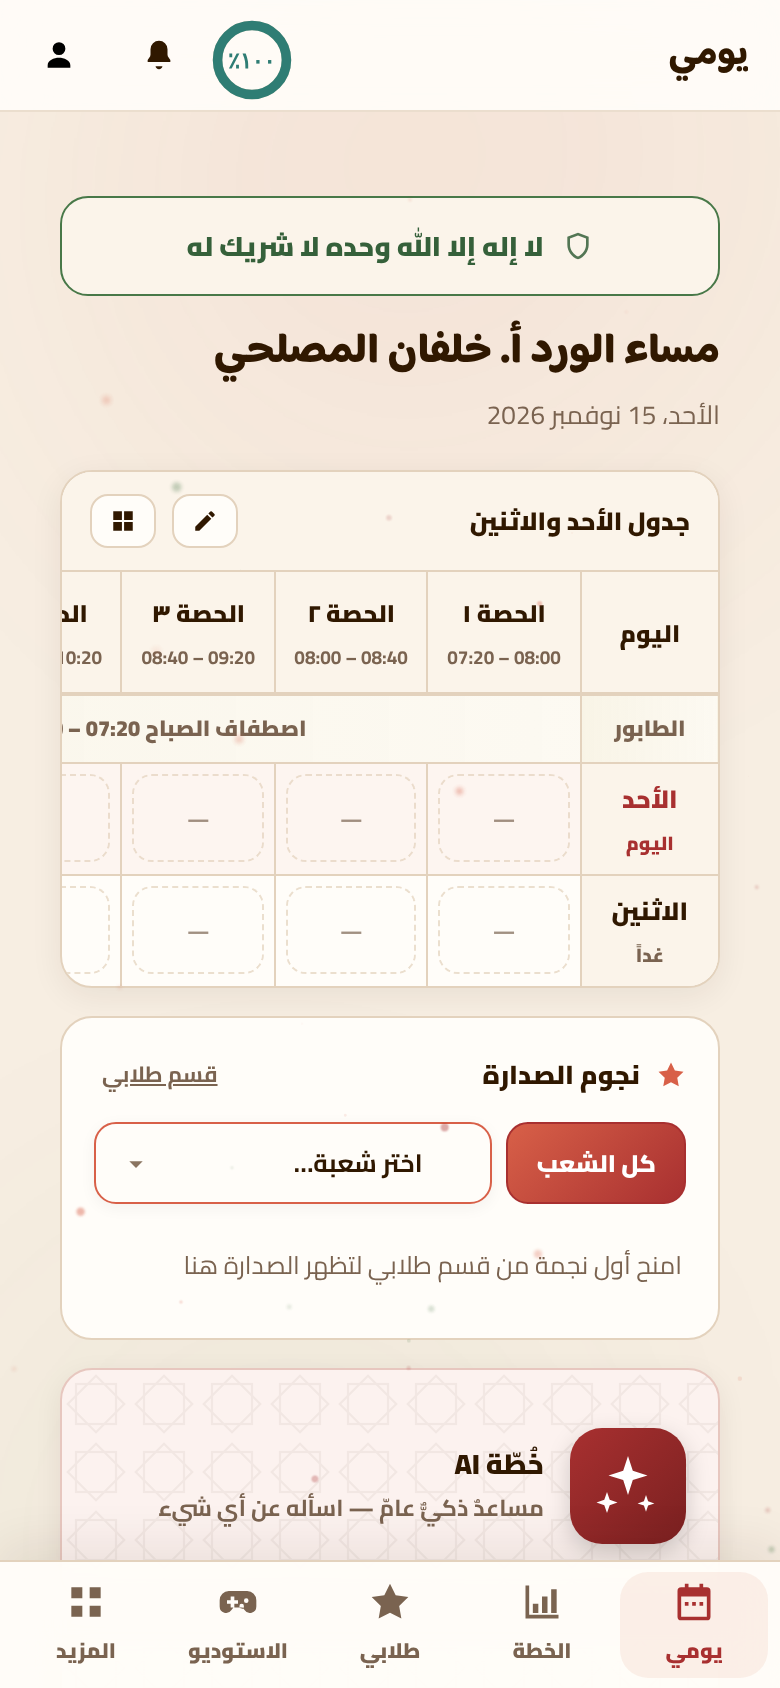 يومي
٪١٠٠
لا إله إلا الله وحده لا شريك له
مساء الورد أ. خلفان المصلحي
الأحد، 15 نوفمبر 2026
جدول الأحد والاثنين
اليوم
الحصة ١
07:20 – 08:00
الحصة ٢
08:00 – 08:40
الحصة ٣
08:40 – 09:20
الطابور
اصطفاف الصباح 07:20 –
الأحد
اليوم
— — —
الاثنين
غداً
— — —
نجوم الصدارة
قسم طلابي
كل الشعب
اختر شعبة...
امنح أول نجمة من قسم طلابي لتظهر الصدارة هنا
خُطّة AI
مساعدٌ ذكيٌّ عامّ — اسأله عن أي شيء
يومي
الخطة
طلابي
الاستوديو
المزيد